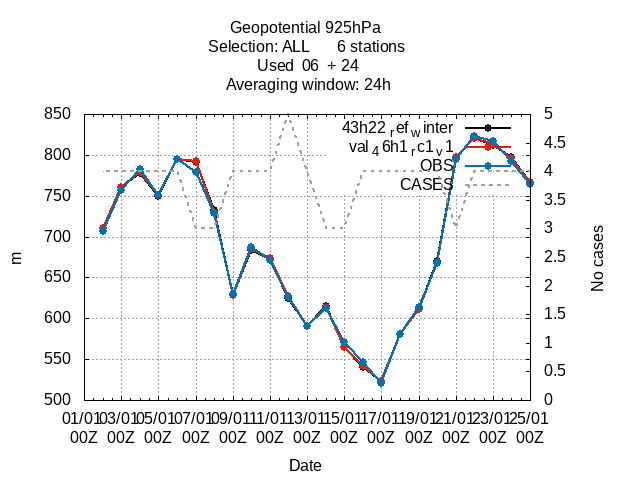 Geopotential 925hPa
Selection: ALL 6 stations
Used 06 + 24
Averaging window: 24h
850 5
43h22refwinter
4.5
val46h1rc1v1
800 4
OBS
CASES
750 3.5
700 3
650 2.5
600 2
550 1.5
1
0.5
500 0
m
No cases
01/01 03/01 05/01 07/01 09/01 11/01 13/01 15/01 17/01 19/01 21/01 23/01 25/01
00Z 00Z 00Z 00Z 00Z 00Z 00Z 00Z 00Z 00Z 00Z 00Z 00Z
Date